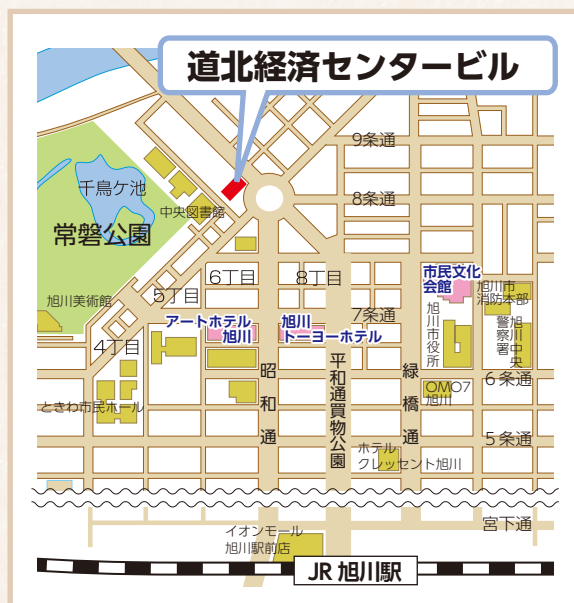 道北経済センタービル
9条通
千鳥ケ池
8条通
中央図書館
常磐公園
6丁目
8丁目
市民文化
会館
旭川市
消防本部
5丁目
旭川美術館
7条通
アートホテル
旭川
旭川
トーヨーホテル
旭川市役所
旭川中央
警察署
4丁目
昭和通
平和通買物公園
緑橋通
6条通
OMO7
旭川
ときわ市民ホール
5条通
ホテル
クレッセント旭川
宮下通
イオンモール
旭川駅前店
JR 旭川駅